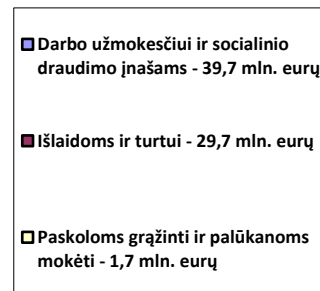 Darbo užmokesčiui ir socialinio
draudimo įnašams - 39,7 mln. eurų
Išlaidoms ir turtui - 29,7 mln. eurų
Paskoloms grąžinti ir palūkanoms
mokėti - 1,7 mln. eurų